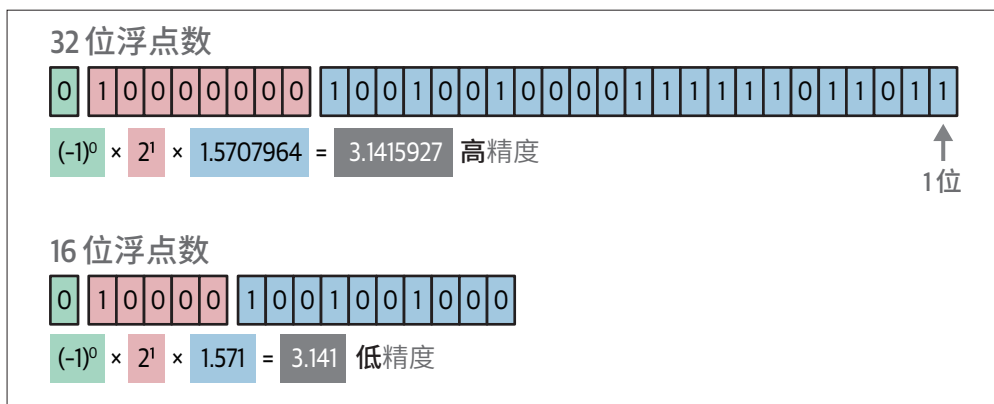 32 位浮点数
0 1 0 0 0 0 0 0 0 1 0 0 1 0 0 1 0 0 0 0 1 1 1 1 1 1 0 1 1 0 1 1
(-1)⁰ × 2¹ × 1.5707964 = 3.1415927 高精度
1 位
16 位浮点数
0 1 0 0 0 0 1 0 0 1 0 0 1 0 0 0
(-1)⁰ × 2¹ × 1.571 = 3.141 低精度